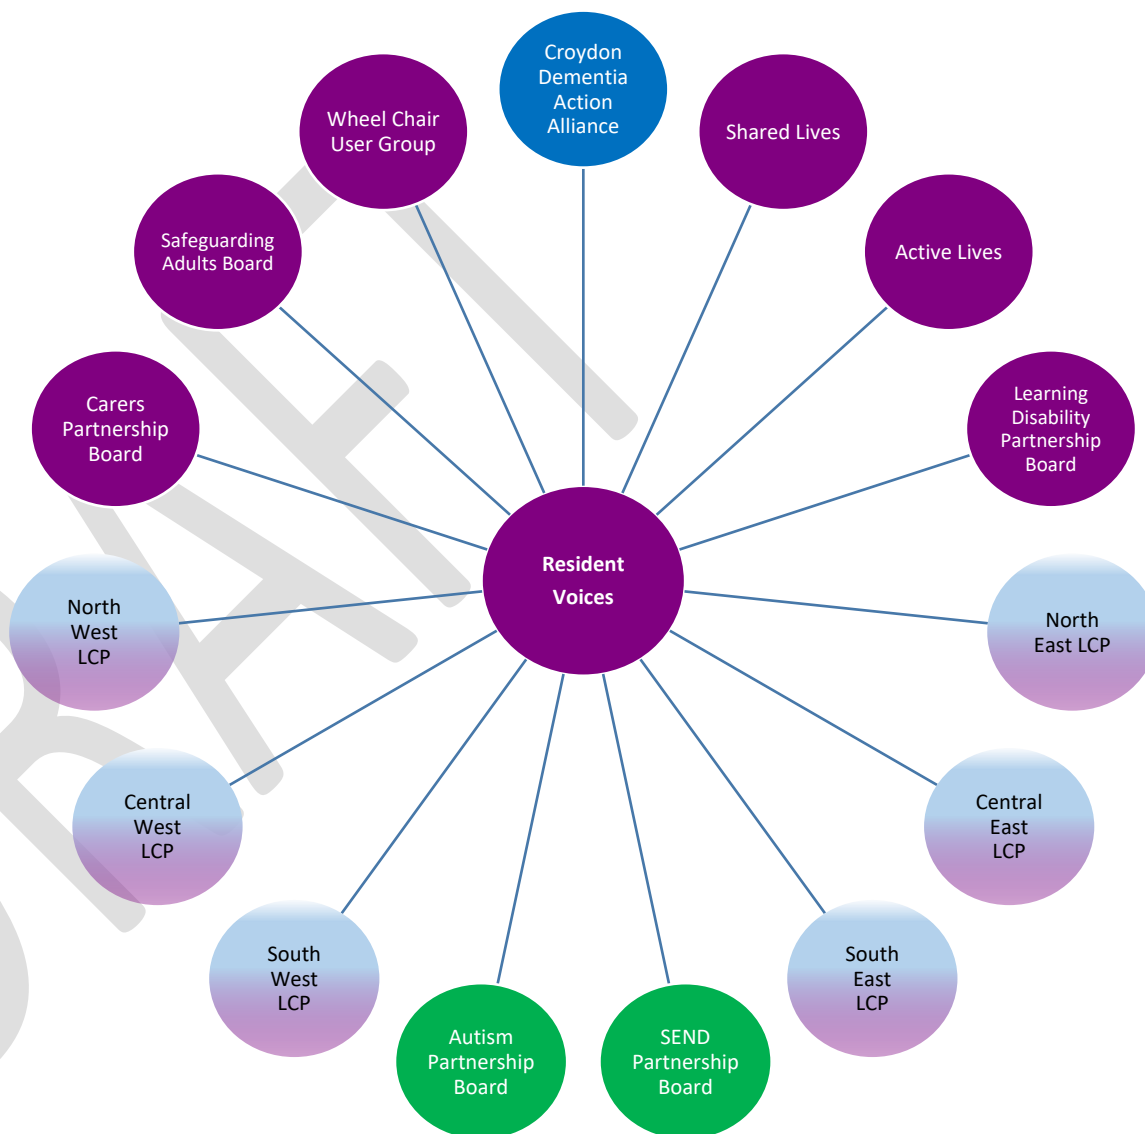 Croydon
Dementia
Action
Alliance
Wheel Chair
User Group
Shared Lives
Safeguarding
Adults Board
Active Lives
Carers
Partnership
Board
Learning
Disability
Partnership
Board
Resident
Voices
North
West
LCP
North
East LCP
Central
West
LCP
Central
East
LCP
South
West
LCP
South
East
LCP
Autism
Partnership
Board
SEND
Partnership
Board
DRAFT